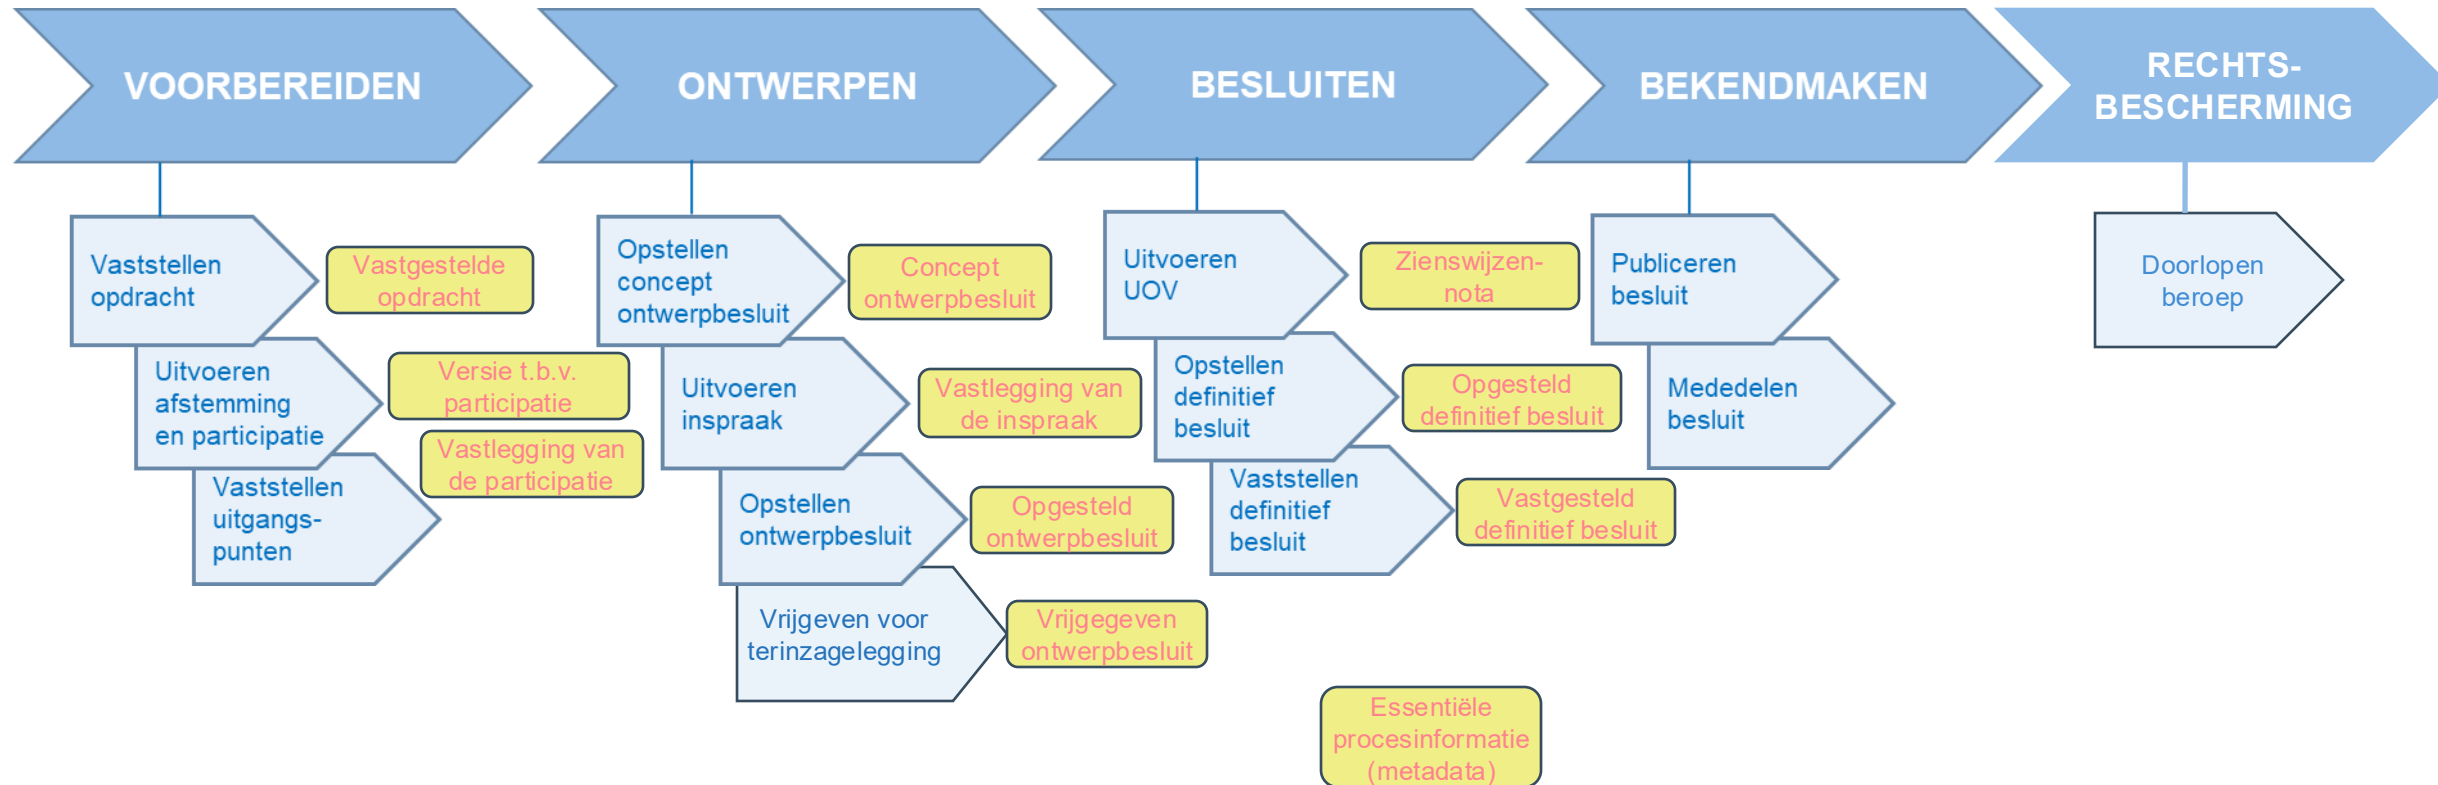 VOORBEREIDEN
ONTWERPEN
BESLUITEN
BEKENDMAKEN
RECHTS-
BESCHERMING
Vaststellen
opdracht
Vastgestelde
opdracht
Uitvoeren
afstemming
en participatie
Versie t.b.v.
participatie
Vastlegging van
de participatie
Vaststellen
uitgangs-
punten
Opstellen
concept
ontwerpbesluit
Concept
ontwerpbesluit
Uitvoeren
inspraak
Vastlegging van
de inspraak
Opstellen
ontwerpbesluit
Opgesteld
ontwerpbesluit
Vrijgeven voor
terinzagelegging
Vrijgegeven
ontwerpbesluit
Uitvoeren
UOV
Zienswijzen-
nota
Opstellen
definitief
besluit
Opgesteld
definitief besluit
Vaststellen
definitief
besluit
Vastgesteld
definitief besluit
Publiceren
besluit
Mededelen
besluit
Doorlopen
beroep
Essentiële
procesinformatie
(metadata)